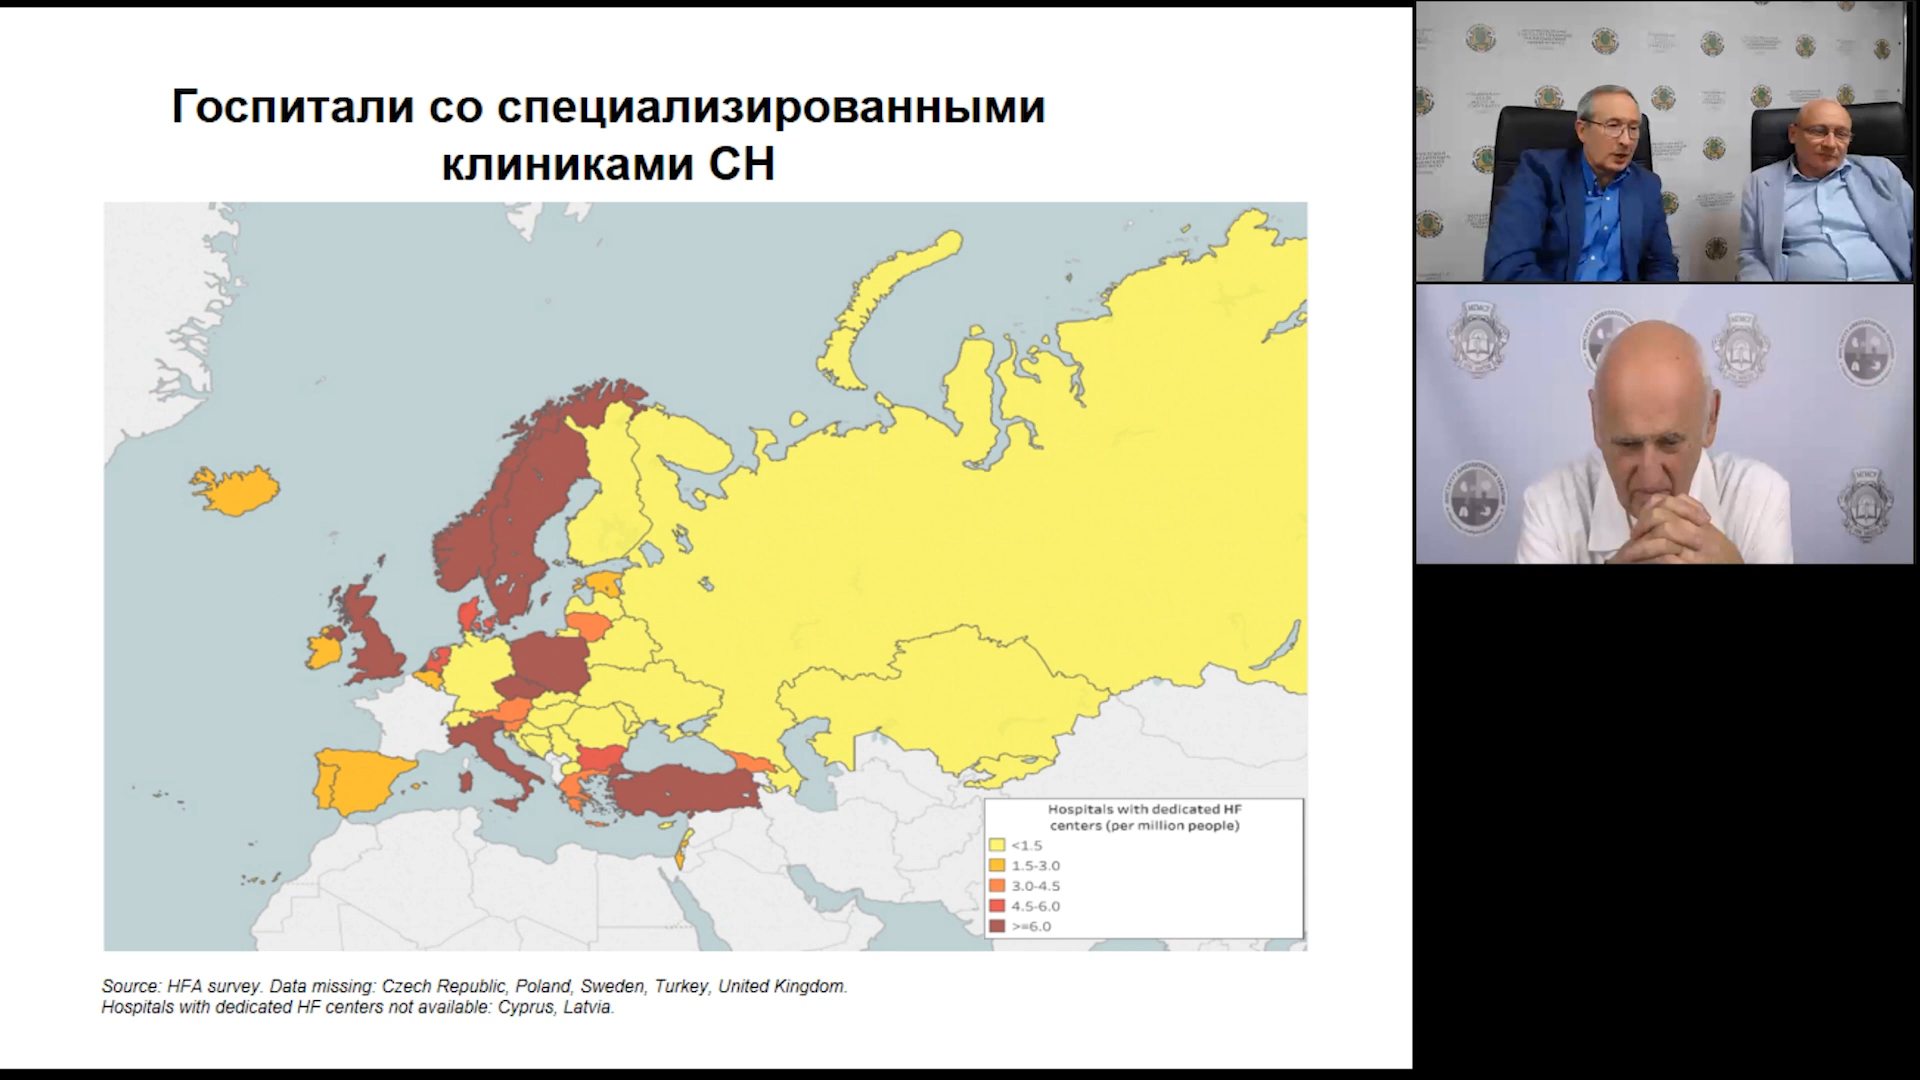 Госпитали со специализированными
клиниками СН
Hospitals with dedicated HF
centers (per million people)
<1.5
1.5-3.0
3.0-4.5
4.5-6.0
>=6.0
Source: HFA survey. Data missing: Czech Republic, Poland, Sweden, Turkey, United Kingdom.
Hospitals with dedicated HF centers not available: Cyprus, Latvia.